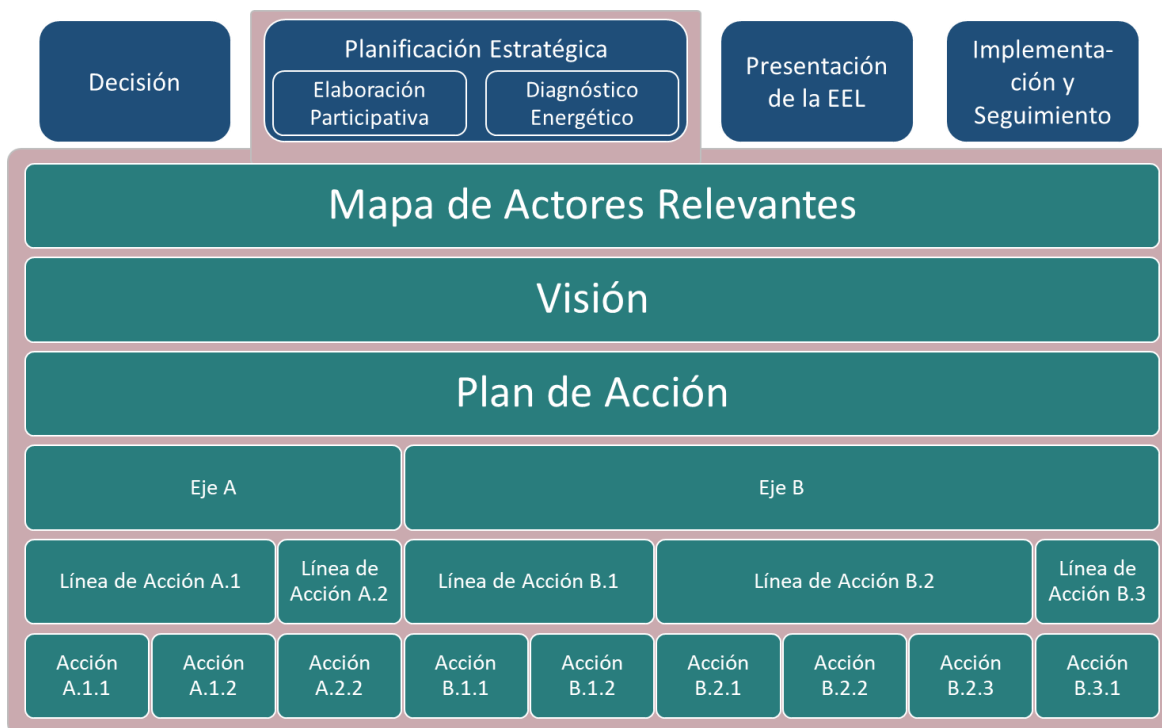 Decisión
Planificación Estratégica
Elaboración
Participativa
Diagnóstico
Energético
Presentación
de la EEL
Implementa-
ción y
Seguimiento
Mapa de Actores Relevantes
Visión
Plan de Acción
Eje A
Eje B
Línea de Acción A.1
Línea de
Acción A.2
Línea de Acción B.1
Línea de Acción B.2
Línea de
Acción B.3
Acción
A.1.1
Acción
A.1.2
Acción
A.2.2
Acción
B.1.1
Acción
B.1.2
Acción
B.2.1
Acción
B.2.2
Acción
B.2.3
Acción
B.3.1